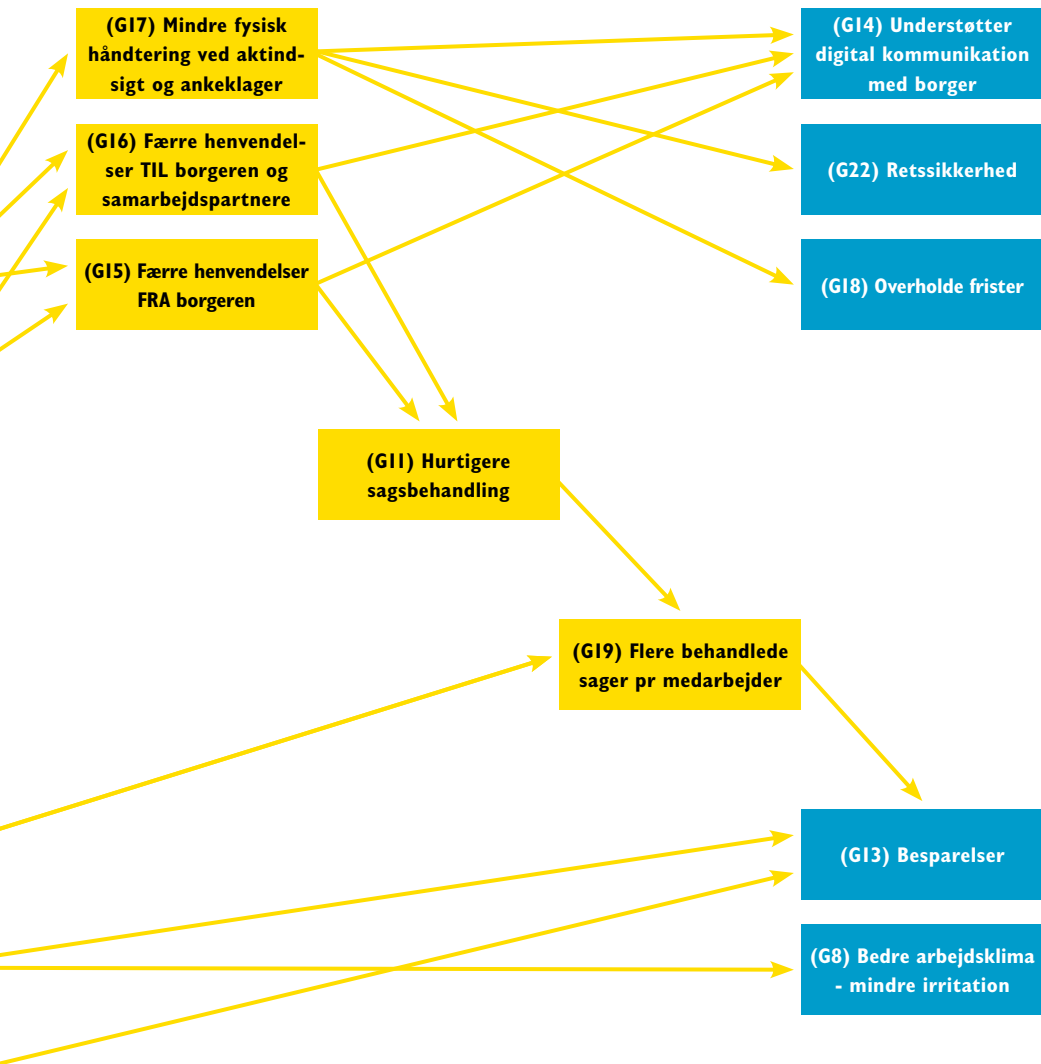 (G17) Mindre fysisk
håndtering ved aktind-
sigt og ankeklager
(G14) Understøtter
digital kommunikation
med borger
(G16) Færre henvendel-
ser TIL borgeren og
samarbejdspartnere
(G22) Retssikkerhed
(G15) Færre henvendelser
FRA borgeren
(G18) Overholde frister
(G11) Hurtigere
sagsbehandling
(G19) Flere behandlede
sager pr medarbejder
(G13) Besparelser
(G8) Bedre arbejdsklima
- mindre irritation